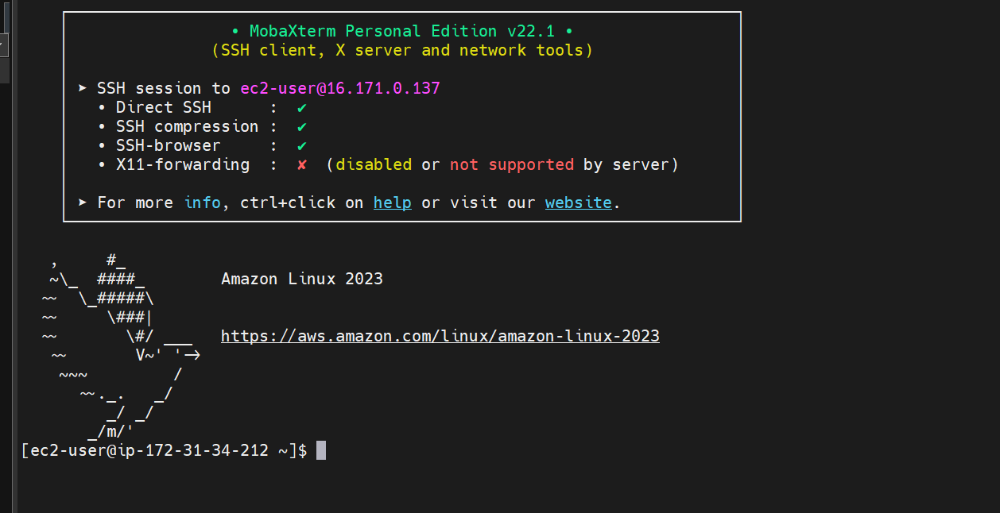 • MobaXterm Personal Edition v22.1 •
(SSH client, X server and network tools)
➤ SSH session to ec2-user@16.171.0.137
• Direct SSH : ✔
• SSH compression : ✔
• SSH-browser : ✔
• X11-forwarding : ✘ (disabled or not supported by server)
➤ For more info, ctrl+click on help or visit our website.
, #_
~\_ ####_ Amazon Linux 2023
~~ \_#####\
~~ \###|
~~ \#/ ___ https://aws.amazon.com/linux/amazon-linux-2023
~~ V~' '->
~~~ /
~~._. _/
_/ _/
_/m/'
[ec2-user@ip-172-31-34-212 ~]$